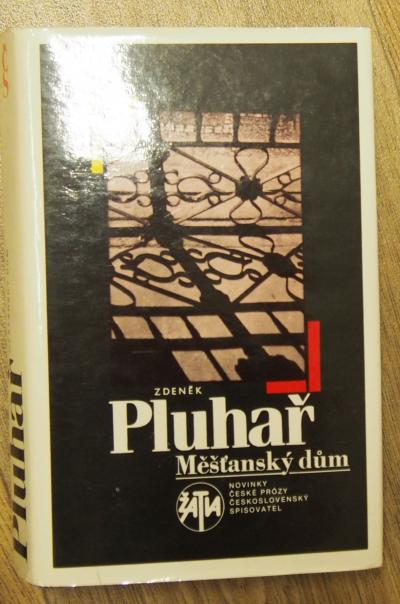 ZDENĚK
Pluhař
Měšťanský dům
ŽATVA
NOVINKY
ČESKÉ PRÓZY
ČESKOSLOVENSKÝ
SPISOVATEL
Pluhař